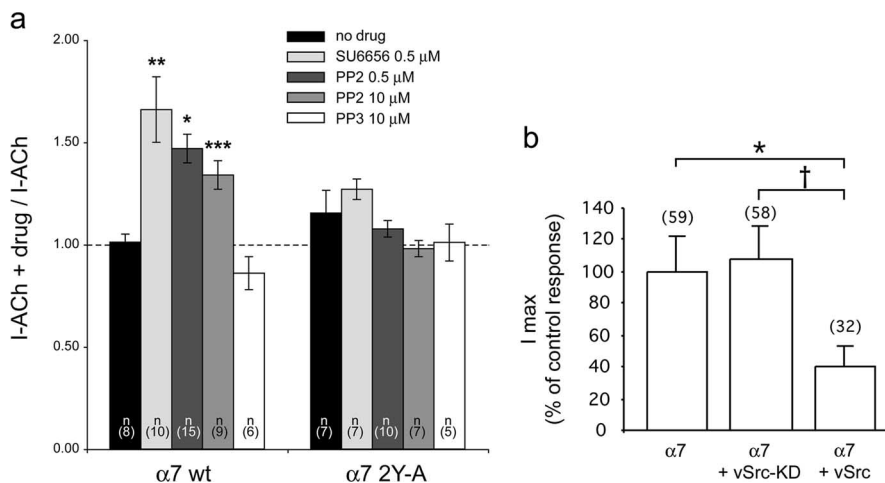 a
I-ACh + drug / I-ACh
2.00
1.50
1.00
0.50
0.00
no drug
SU6656 0.5 μM
PP2 0.5 μM
PP2 10 μM
PP3 10 μM
** * ***
n n n n n
(8) (10) (15) (9) (6)
n n n n n
(7) (7) (10) (7) (5)
α7 wt α7 2Y-A
b
I max
(% of control response)
140
120
100
80
60
40
20
0
*
†
(59) (58) (32)
α7 α7 α7
+ vSrc-KD + vSrc